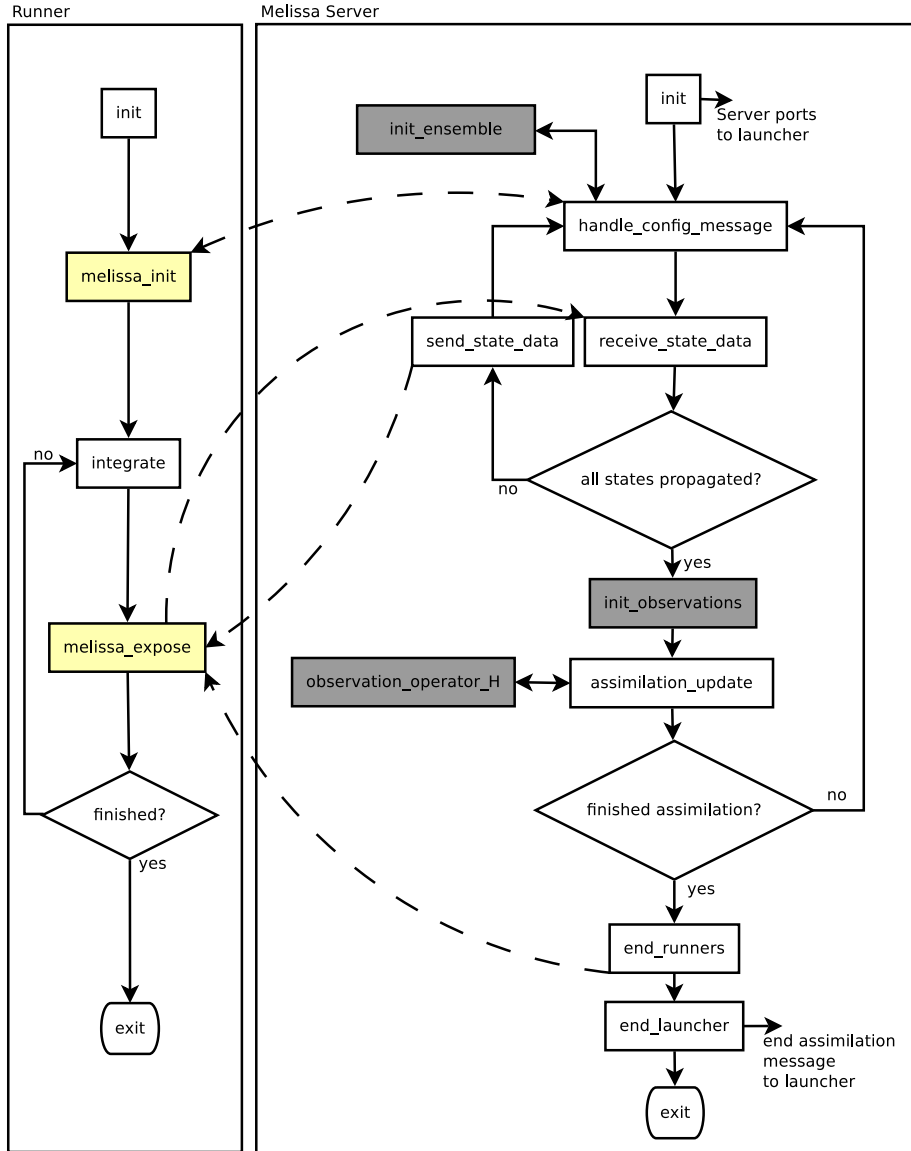 Runner
Melissa Server
init
init
Server ports
to launcher
init_ensemble
handle_config_message
melissa_init
send_state_data
receive_state_data
no
integrate
all states propagated?
no
yes
init_observations
melissa_expose
observation_operator_H
assimilation_update
finished?
finished assimilation?
no
yes
yes
end_runners
exit
end_launcher
end assimilation
message
to launcher
exit